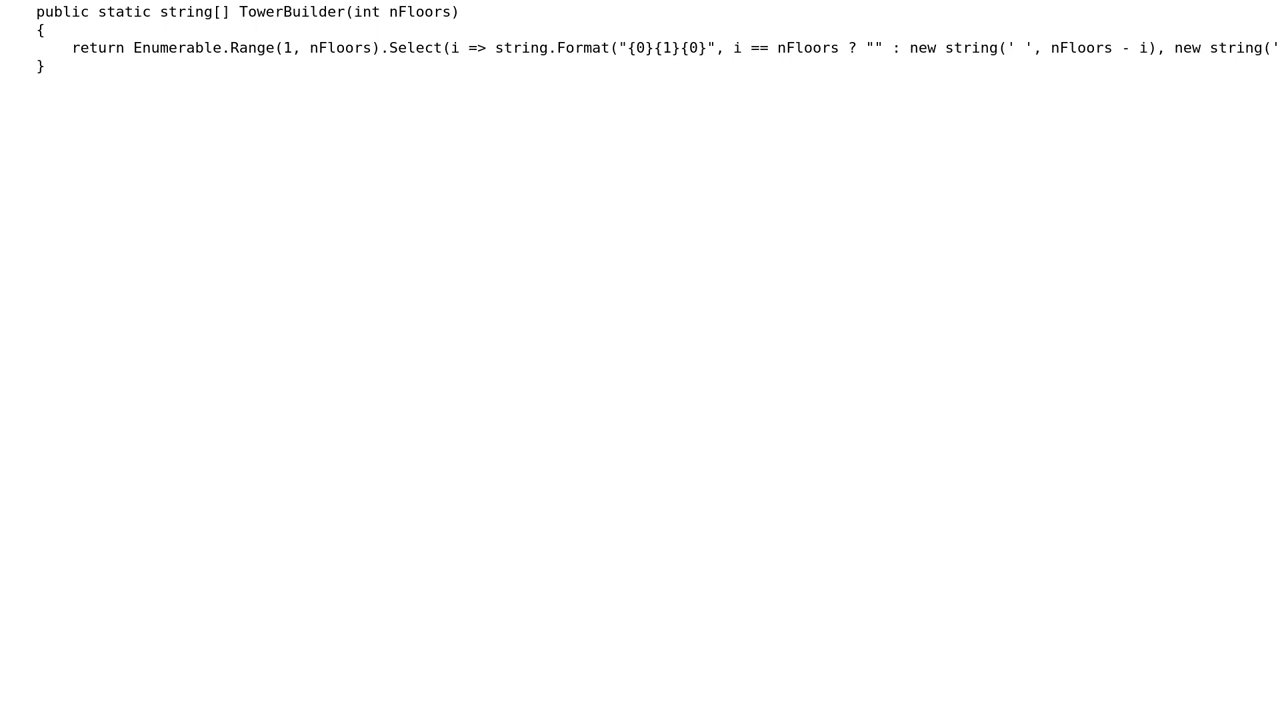 public static string[] TowerBuilder(int nFloors)
{
return Enumerable.Range(1, nFloors).Select(i => string.Format("{0}{1}{0}", i == nFloors ? "" : new string(' ', nFloors - i), new string('
}